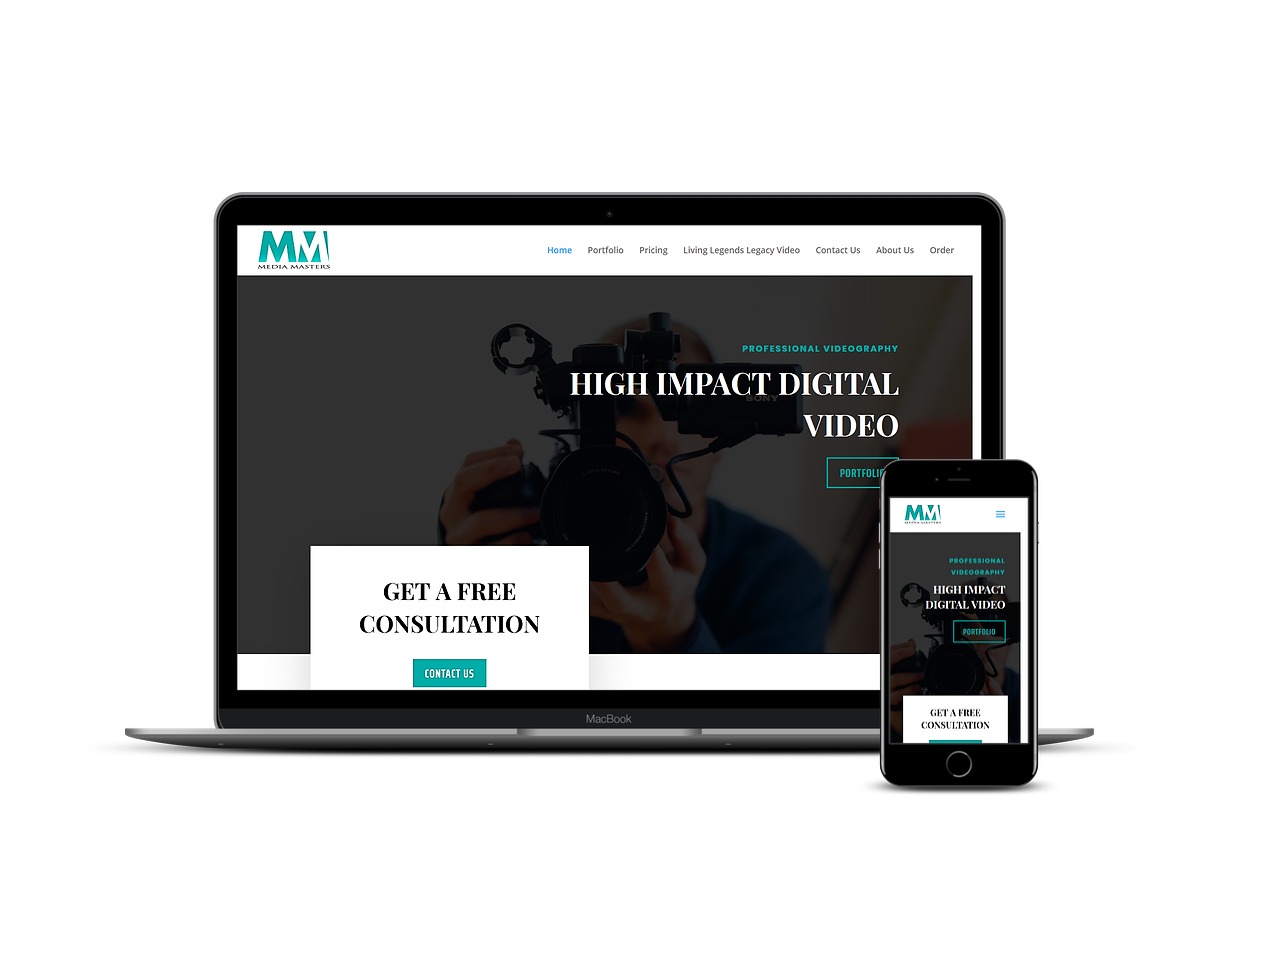 MM
MEDIA MASTERS
Home Portfolio Pricing Living Legends Legacy Video Contact Us About Us Order
PROFESSIONAL VIDEOGRAPHY
HIGH IMPACT DIGITAL
VIDEO
SONY
PORTFOLIO
GET A FREE
CONSULTATION
CONTACT US
MacBook
MM
MEDIA MASTERS
PROFESSIONAL
VIDEOGRAPHY
HIGH IMPACT
DIGITAL VIDEO
PORTFOLIO
GET A FREE
CONSULTATION